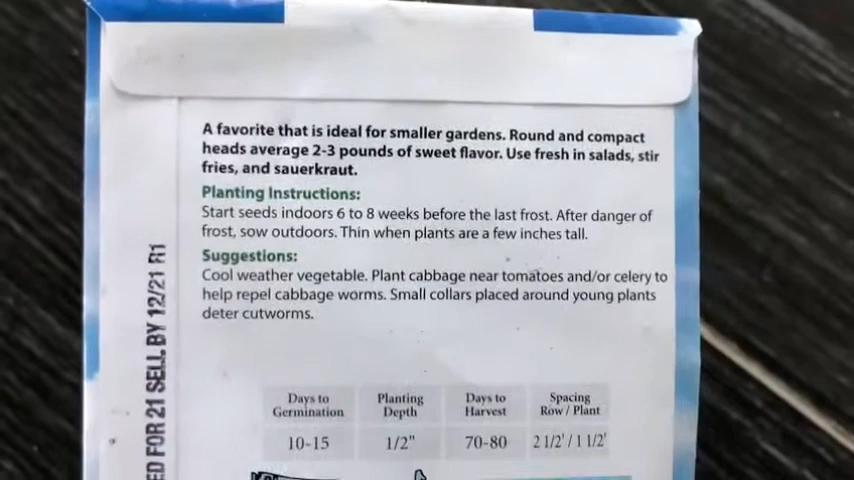 A favorite that is ideal for smaller gardens. Round and compact
heads average 2-3 pounds of sweet flavor. Use fresh in salads, stir
fries, and sauerkraut.
Planting Instructions:
Start seeds indoors 6 to 8 weeks before the last frost. After danger of
frost, sow outdoors. Thin when plants are a few inches tall.
Suggestions:
Cool weather vegetable. Plant cabbage near tomatoes and/or celery to
help repel cabbage worms. Small collars placed around young plants
deter cutworms.
Days to Germination
Planting Depth
Days to Harvest
Spacing Row / Plant
10-15
1/2"
70-80
2 1/2' / 1 1/2'
ED FOR 21 SELL BY 12/21 R1